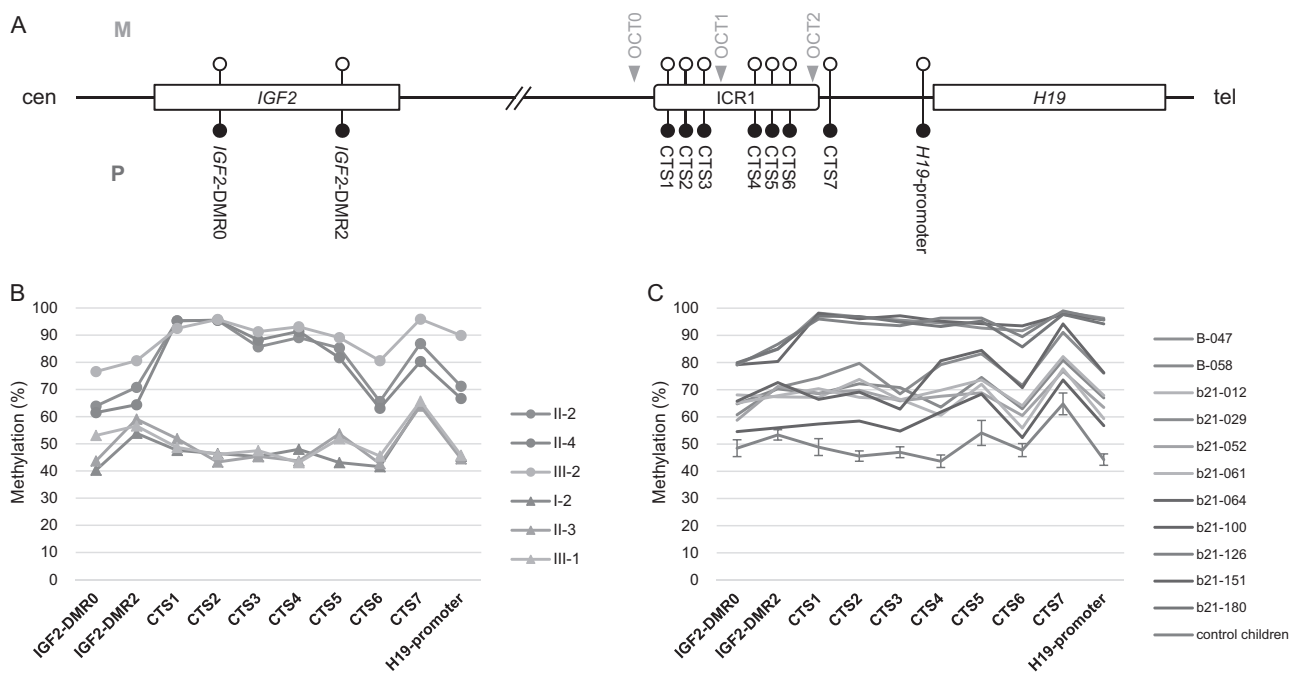 A
M
OCT0
OCT1
OCT2
cen
IGF2
ICR1
H19
tel
P
IGF2-DMR0
IGF2-DMR2
CTS1
CTS2
CTS3
CTS4
CTS5
CTS6
CTS7
H19-promoter
B
Methylation (%)
100
90
80
70
60
50
40
30
20
10
0
IGF2-DMR0
IGF2-DMR2
CTS1
CTS2
CTS3
CTS4
CTS5
CTS6
CTS7
H19-promoter
II-2
II-4
III-2
I-2
II-3
III-1
C
Methylation (%)
100
90
80
70
60
50
40
30
20
10
0
IGF2-DMR0
IGF2-DMR2
CTS1
CTS2
CTS3
CTS4
CTS5
CTS6
CTS7
H19-promoter
B-047
B-058
b21-012
b21-029
b21-052
b21-061
b21-064
b21-100
b21-126
b21-151
b21-180
control children